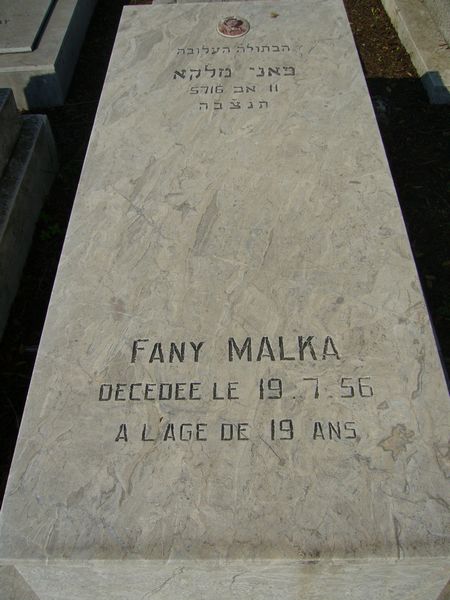 הבתולה העלובה
פאני מלקא
11 אב 5716
תנצבה
FANY MALKA
DECEDEE LE 19.7.56
A L'AGE DE 19 ANS